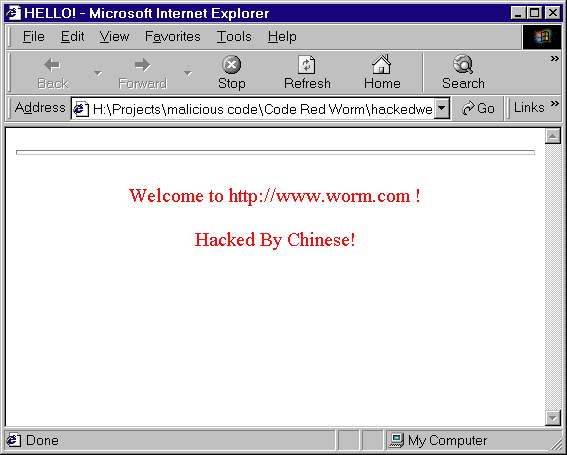 HELLO! - Microsoft Internet Explorer
File Edit View Favorites Tools Help
Back Forward Stop Refresh Home Search »
Address H:\Projects\malicious code\Code Red Worm\hackedwe Go Links »
Welcome to http://www.worm.com !
Hacked By Chinese!
Done My Computer